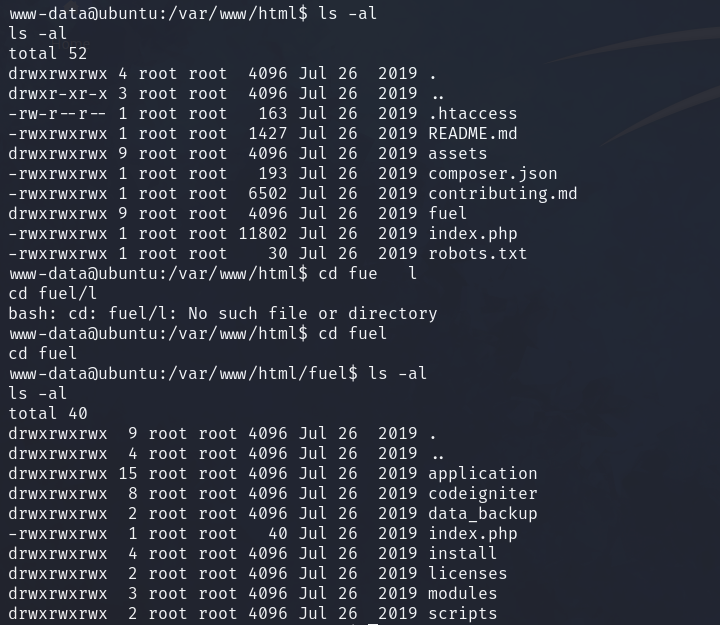 www-data@ubuntu:/var/www/html$ ls -al
ls -al
total 52
drwxrwxrwx 4 root root  4096 Jul 26  2019 .
drwxr-xr-x 3 root root  4096 Jul 26  2019 ..
-rw-r--r-- 1 root root   163 Jul 26  2019 .htaccess
-rwxrwxrwx 1 root root  1427 Jul 26  2019 README.md
drwxrwxrwx 9 root root  4096 Jul 26  2019 assets
-rwxrwxrwx 1 root root   193 Jul 26  2019 composer.json
-rwxrwxrwx 1 root root  6502 Jul 26  2019 contributing.md
drwxrwxrwx 9 root root  4096 Jul 26  2019 fuel
-rwxrwxrwx 1 root root 11802 Jul 26  2019 index.php
-rwxrwxrwx 1 root root    30 Jul 26  2019 robots.txt
www-data@ubuntu:/var/www/html$ cd fue   l
cd fuel/l
bash: cd: fuel/l: No such file or directory
www-data@ubuntu:/var/www/html$ cd fuel
cd fuel
www-data@ubuntu:/var/www/html/fuel$ ls -al
ls -al
total 40
drwxrwxrwx  9 root root 4096 Jul 26  2019 .
drwxrwxrwx  4 root root 4096 Jul 26  2019 ..
drwxrwxrwx 15 root root 4096 Jul 26  2019 application
drwxrwxrwx  8 root root 4096 Jul 26  2019 codeigniter
drwxrwxrwx  2 root root 4096 Jul 26  2019 data_backup
-rwxrwxrwx  1 root root   40 Jul 26  2019 index.php
drwxrwxrwx  4 root root 4096 Jul 26  2019 install
drwxrwxrwx  2 root root 4096 Jul 26  2019 licenses
drwxrwxrwx  3 root root 4096 Jul 26  2019 modules
drwxrwxrwx  2 root root 4096 Jul 26  2019 scripts